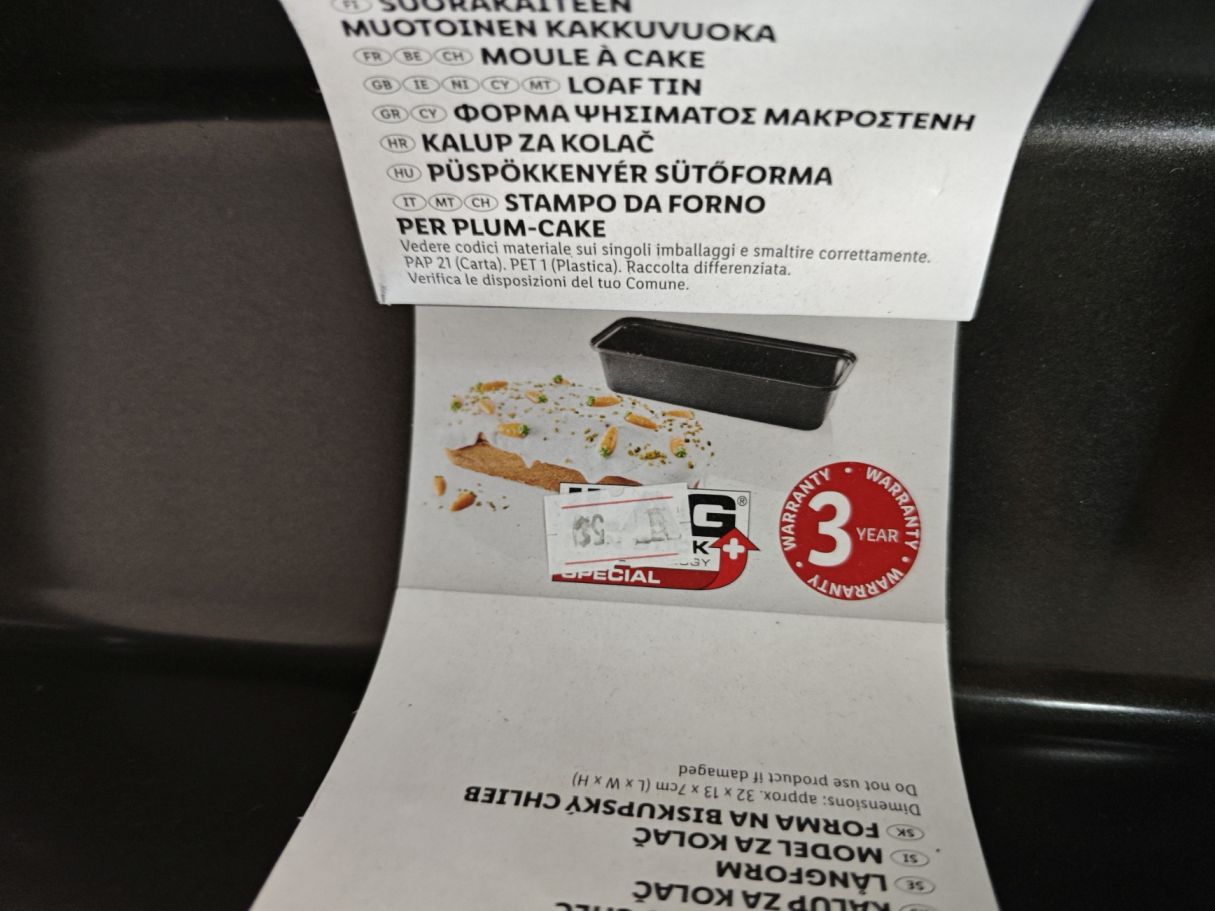 FI SUORAKAITEEN
MUOTOINEN KAKKUVUOKA
FR BE CH MOULE À CAKE
GB IE NI CY MT LOAF TIN
GR CY ΦΟΡΜΑ ΨΗΣΙΜΑΤΟΣ ΜΑΚΡΟΣΤΕΝΗ
HR KALUP ZA KOLAČ
HU PÜSPÖKKENYÉR SÜTŐFORMA
IT MT CH STAMPO DA FORNO
PER PLUM-CAKE
Vedere codici materiale sui singoli imballaggi e smaltire correttamente.
PAP 21 (Carta). PET 1 (Plastica). Raccolta differenziata.
Verifica le disposizioni del tuo Comune.
SPECIAL
WARRANTY • WARRANTY • WARRANTY •
3 YEAR
KALUP ZA KOLAČ
SE LÅNGFORM
SI MODEL ZA KOLAČ
SK FORMA NA BISKUPSKÝ CHLIEB
Dimensions: approx. 32 x 13 x 7cm (L x W x H)
Do not use product if damaged